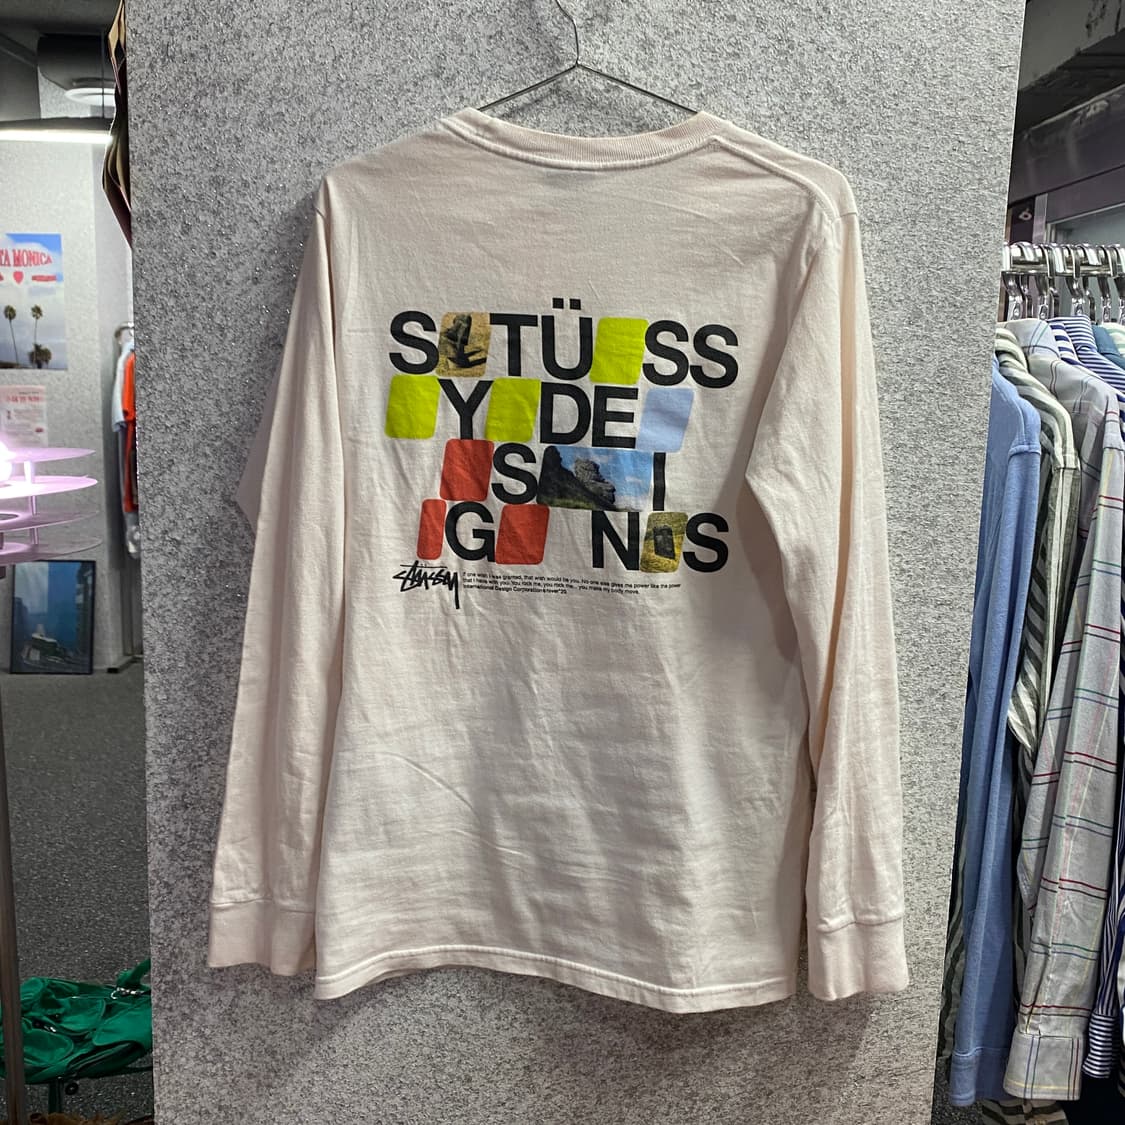 TA MONICA
S TÜ SS
Y DE
S I
G N S
Stüssy
If one wish I was granted, that wish would be you. No one else gives me power like the power
that I have with you. You rock me, you rock me... you make my body move.
International Design Corporation